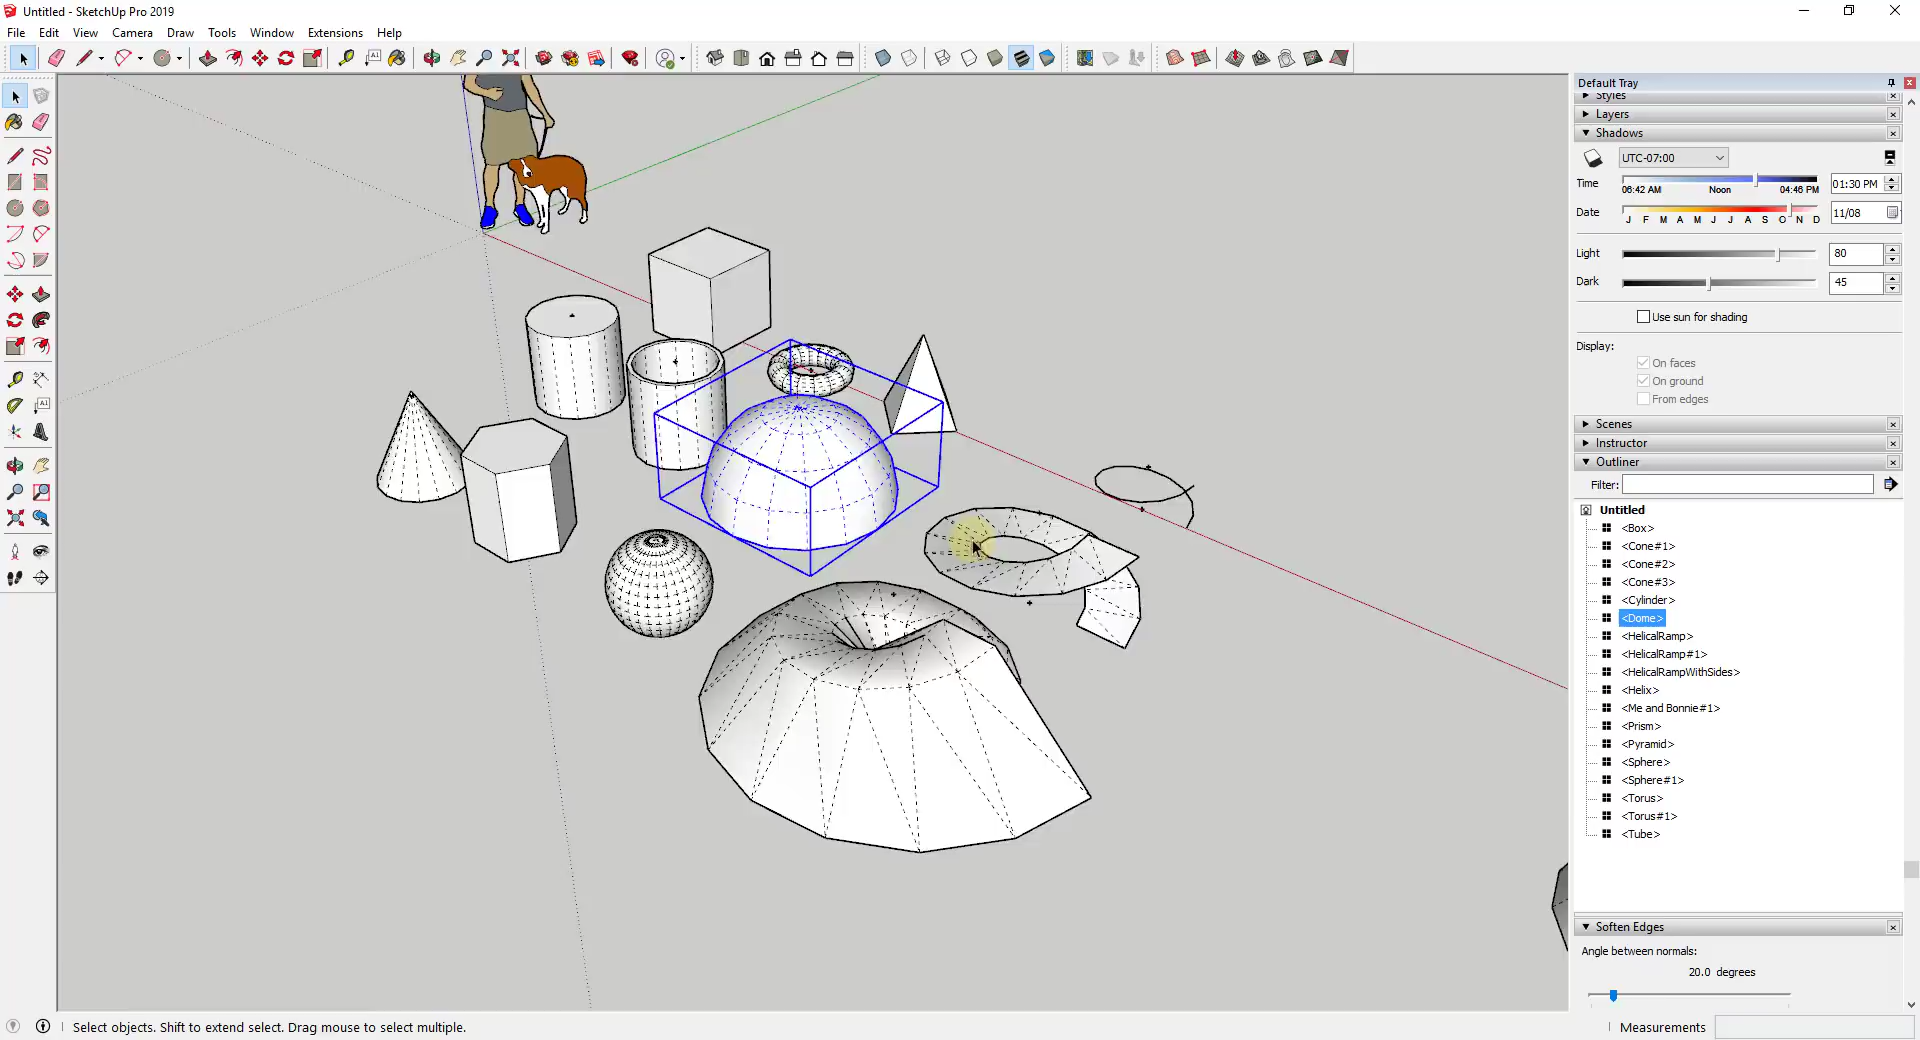 Untitled - SketchUp Pro 2019
File Edit View Camera Draw Tools Window Extensions Help
Default Tray
Styles
Layers
Shadows
UTC-07:00
Time
06:42 AM Noon 04:46 PM
01:30 PM
Date
J F M A M J J A S O N D
11/08
Light
80
Dark
45
Use sun for shading
Display:
On faces
On ground
From edges
Scenes
Instructor
Outliner
Filter:
Untitled
<Box>
<Cone#1>
<Cone#2>
<Cone#3>
<Cylinder>
<Dome>
<HelicalRamp>
<HelicalRamp#1>
<HelicalRampWithSides>
<Helix>
<Me and Bonnie#1>
<Prism>
<Pyramid>
<Sphere>
<Sphere#1>
<Torus>
<Torus#1>
<Tube>
Soften Edges
Angle between normals:
20.0 degrees
Select objects. Shift to extend select. Drag mouse to select multiple.
Measurements